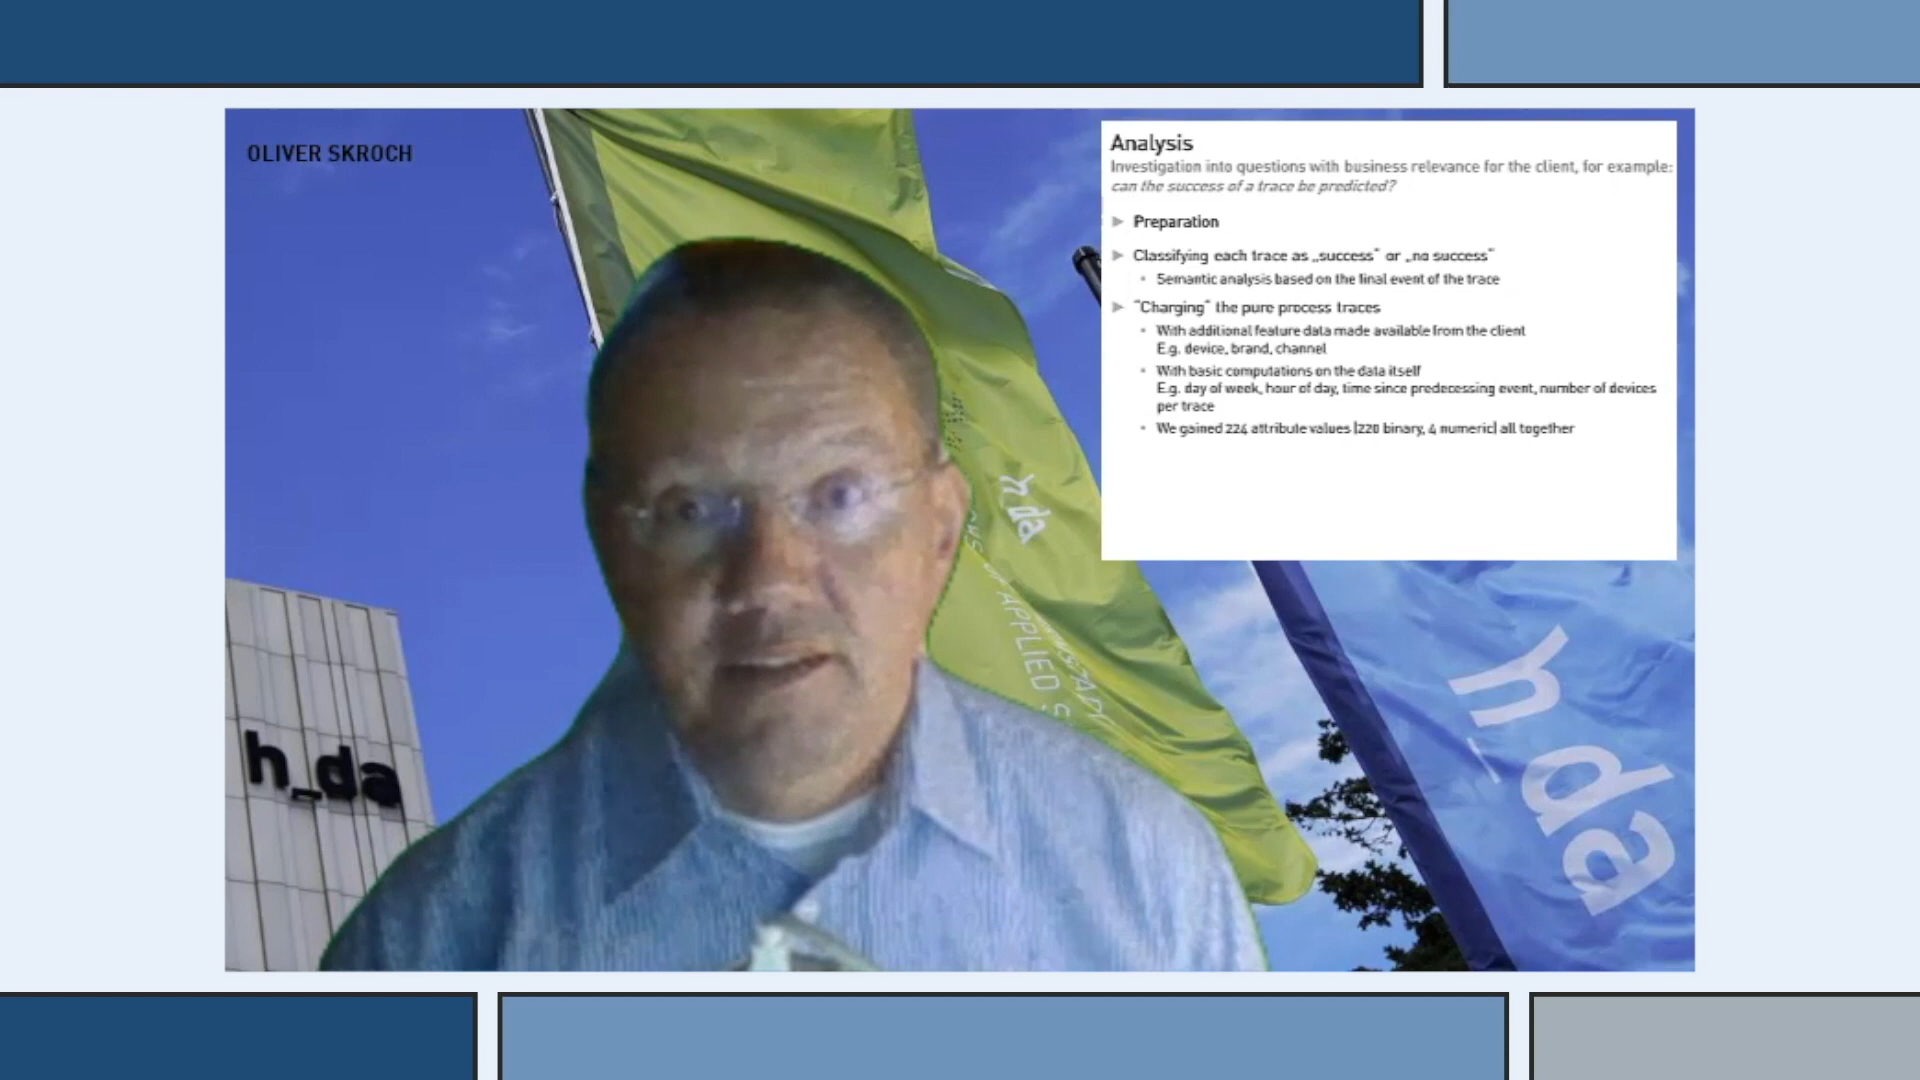 OLIVER SKROCH
Analysis
Investigation into questions with business relevance for the client, for example:
can the success of a trace be predicted?
Preparation
Classifying each trace as „success" or „no success"
Semantic analysis based on the final event of the trace
"Charging" the pure process traces
With additional feature data made available from the client
E.g. device, brand, channel
With basic computations on the data itself
E.g. day of week, hour of day, time since predecessing event, number of devices
per trace
We gained 224 attribute values (220 binary, 4 numeric) all together
h_da
APPLIED S
h_da
h_da